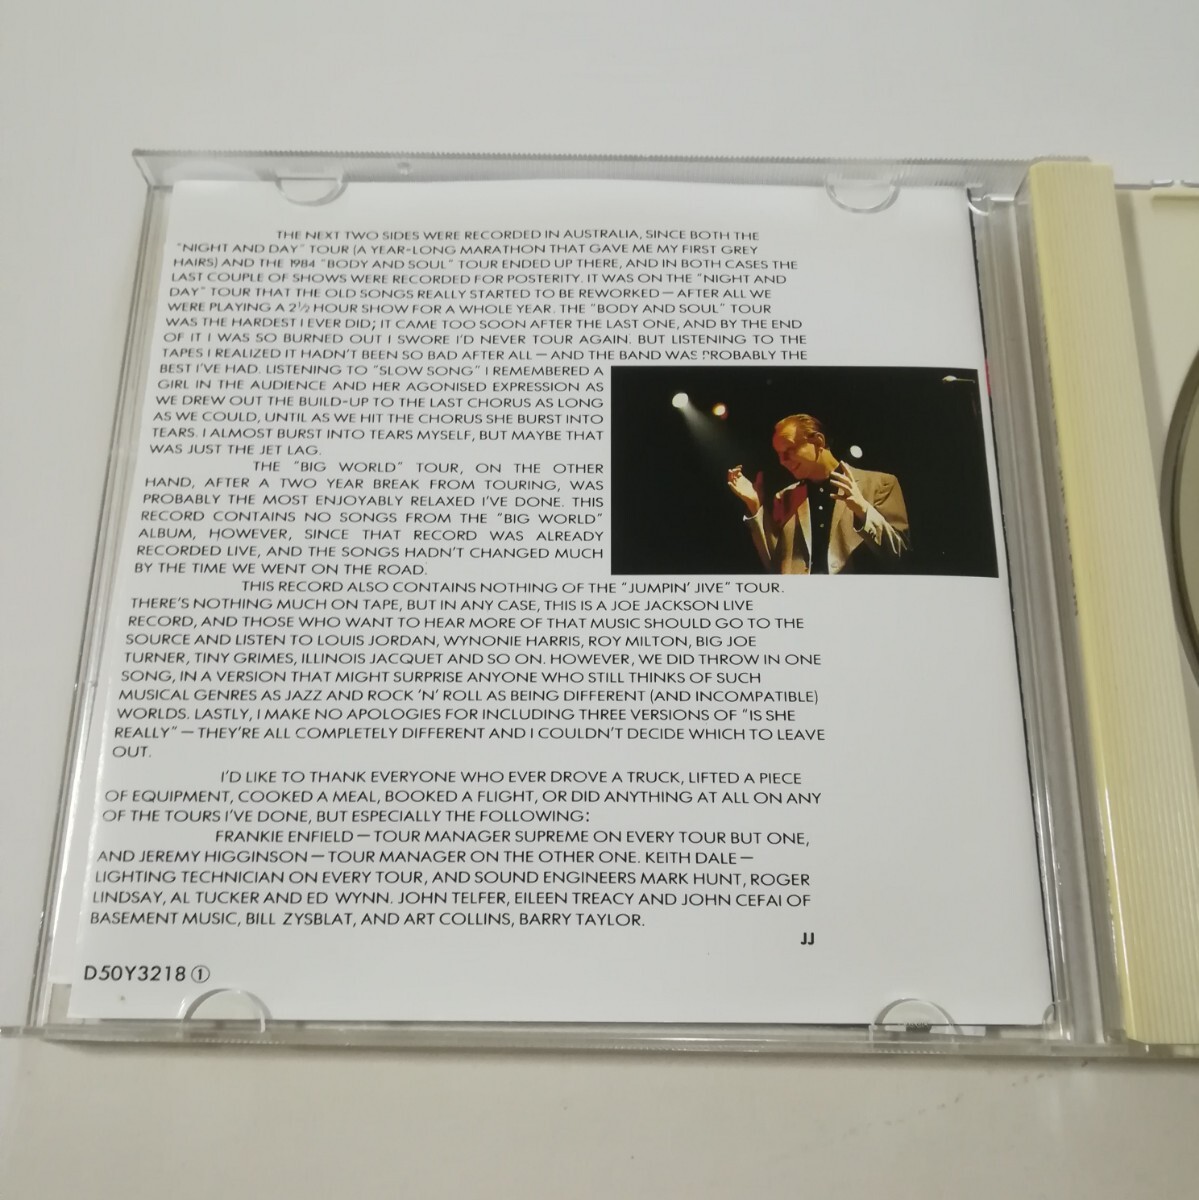 THE NEXT TWO SIDES WERE RECORDED IN AUSTRALIA, SINCE BOTH THE
"NIGHT AND DAY" TOUR (A YEAR-LONG MARATHON THAT GAVE ME MY FIRST GREY
HAIRS) AND THE 1984 "BODY AND SOUL" TOUR ENDED UP THERE, AND IN BOTH CASES THE
LAST COUPLE OF SHOWS WERE RECORDED FOR POSTERITY. IT WAS ON THE "NIGHT AND
DAY" TOUR THAT THE OLD SONGS REALLY STARTED TO BE REWORKED — AFTER ALL WE
WERE PLAYING A 2½ HOUR SHOW FOR A WHOLE YEAR. THE "BODY AND SOUL" TOUR
WAS THE HARDEST I EVER DID; IT CAME TOO SOON AFTER THE LAST ONE, AND BY THE END
OF IT I WAS SO BURNED OUT I SWORE I'D NEVER TOUR AGAIN. BUT LISTENING TO THE
TAPES I REALIZED IT HADN'T BEEN SO BAD AFTER ALL — AND THE BAND WAS PROBABLY THE
BEST I'VE HAD. LISTENING TO "SLOW SONG" I REMEMBERED A
GIRL IN THE AUDIENCE AND HER AGONISED EXPRESSION AS
WE DREW OUT THE BUILD-UP TO THE LAST CHORUS AS LONG
AS WE COULD, UNTIL AS WE HIT THE CHORUS SHE BURST INTO
TEARS. I ALMOST BURST INTO TEARS MYSELF, BUT MAYBE THAT
WAS JUST THE JET LAG.
THE "BIG WORLD" TOUR, ON THE OTHER
HAND, AFTER A TWO YEAR BREAK FROM TOURING, WAS
PROBABLY THE MOST ENJOYABLY RELAXED I'VE DONE. THIS
RECORD CONTAINS NO SONGS FROM THE "BIG WORLD"
ALBUM, HOWEVER, SINCE THAT RECORD WAS ALREADY
RECORDED LIVE, AND THE SONGS HADN'T CHANGED MUCH
BY THE TIME WE WENT ON THE ROAD.
THIS RECORD ALSO CONTAINS NOTHING OF THE "JUMPIN' JIVE" TOUR.
THERE'S NOTHING MUCH ON TAPE, BUT IN ANY CASE, THIS IS A JOE JACKSON LIVE
RECORD, AND THOSE WHO WANT TO HEAR MORE OF THAT MUSIC SHOULD GO TO THE
SOURCE AND LISTEN TO LOUIS JORDAN, WYNONIE HARRIS, ROY MILTON, BIG JOE
TURNER, TINY GRIMES, ILLINOIS JACQUET AND SO ON. HOWEVER, WE DID THROW IN ONE
SONG, IN A VERSION THAT MIGHT SURPRISE ANYONE WHO STILL THINKS OF SUCH
MUSICAL GENRES AS JAZZ AND ROCK 'N' ROLL AS BEING DIFFERENT (AND INCOMPATIBLE)
WORLDS. LASTLY, I MAKE NO APOLOGIES FOR INCLUDING THREE VERSIONS OF "IS SHE
REALLY" — THEY'RE ALL COMPLETELY DIFFERENT AND I COULDN'T DECIDE WHICH TO LEAVE
OUT.
I'D LIKE TO THANK EVERYONE WHO EVER DROVE A TRUCK, LIFTED A PIECE
OF EQUIPMENT, COOKED A MEAL, BOOKED A FLIGHT, OR DID ANYTHING AT ALL ON ANY
OF THE TOURS I'VE DONE, BUT ESPECIALLY THE FOLLOWING:
FRANKIE ENFIELD — TOUR MANAGER SUPREME ON EVERY TOUR BUT ONE,
AND JEREMY HIGGINSON — TOUR MANAGER ON THE OTHER ONE. KEITH DALE —
LIGHTING TECHNICIAN ON EVERY TOUR, AND SOUND ENGINEERS MARK HUNT, ROGER
LINDSAY, AL TUCKER AND ED WYNN. JOHN TELFER, EILEEN TREACY AND JOHN CEFAI OF
BASEMENT MUSIC, BILL ZYSBLAT, AND ART COLLINS, BARRY TAYLOR.
JJ
D50Y3218 ①